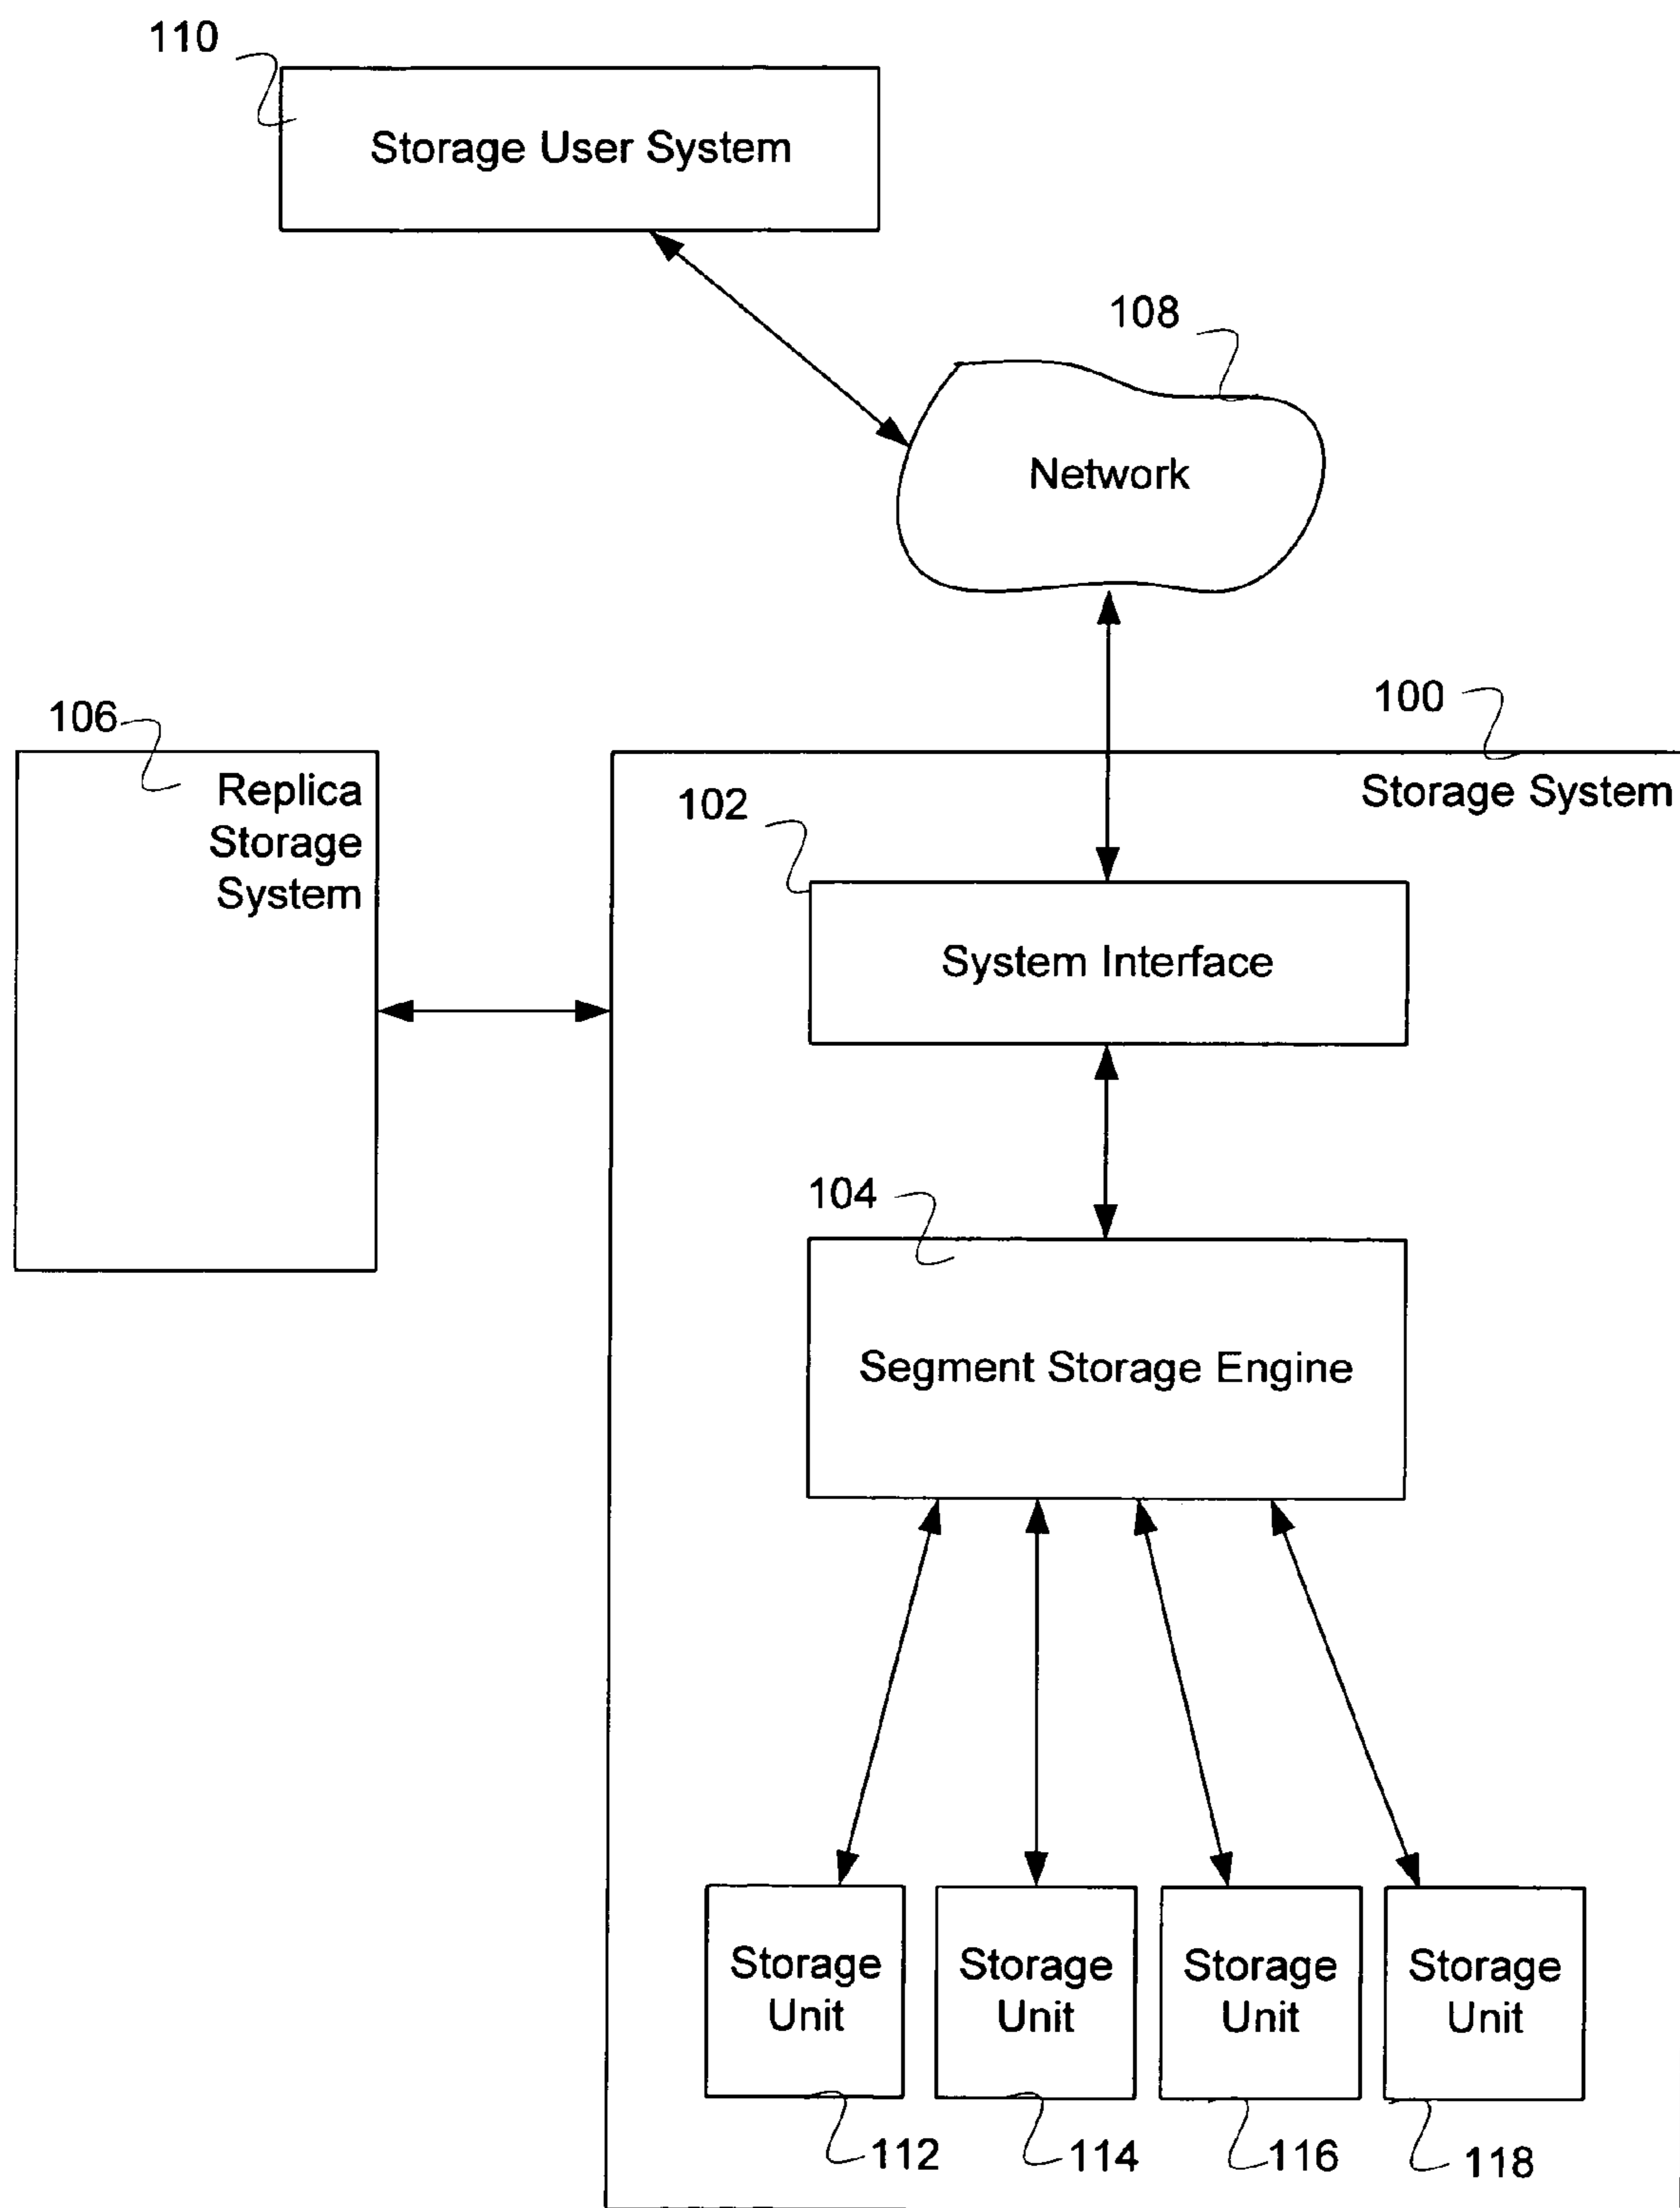 110
Storage User System
108
Network
106
100
Replica
Storage
System
Storage System
102
System Interface
104
Segment Storage Engine
Storage
Unit
Storage
Unit
Storage
Unit
Storage
Unit
112
114
116
118